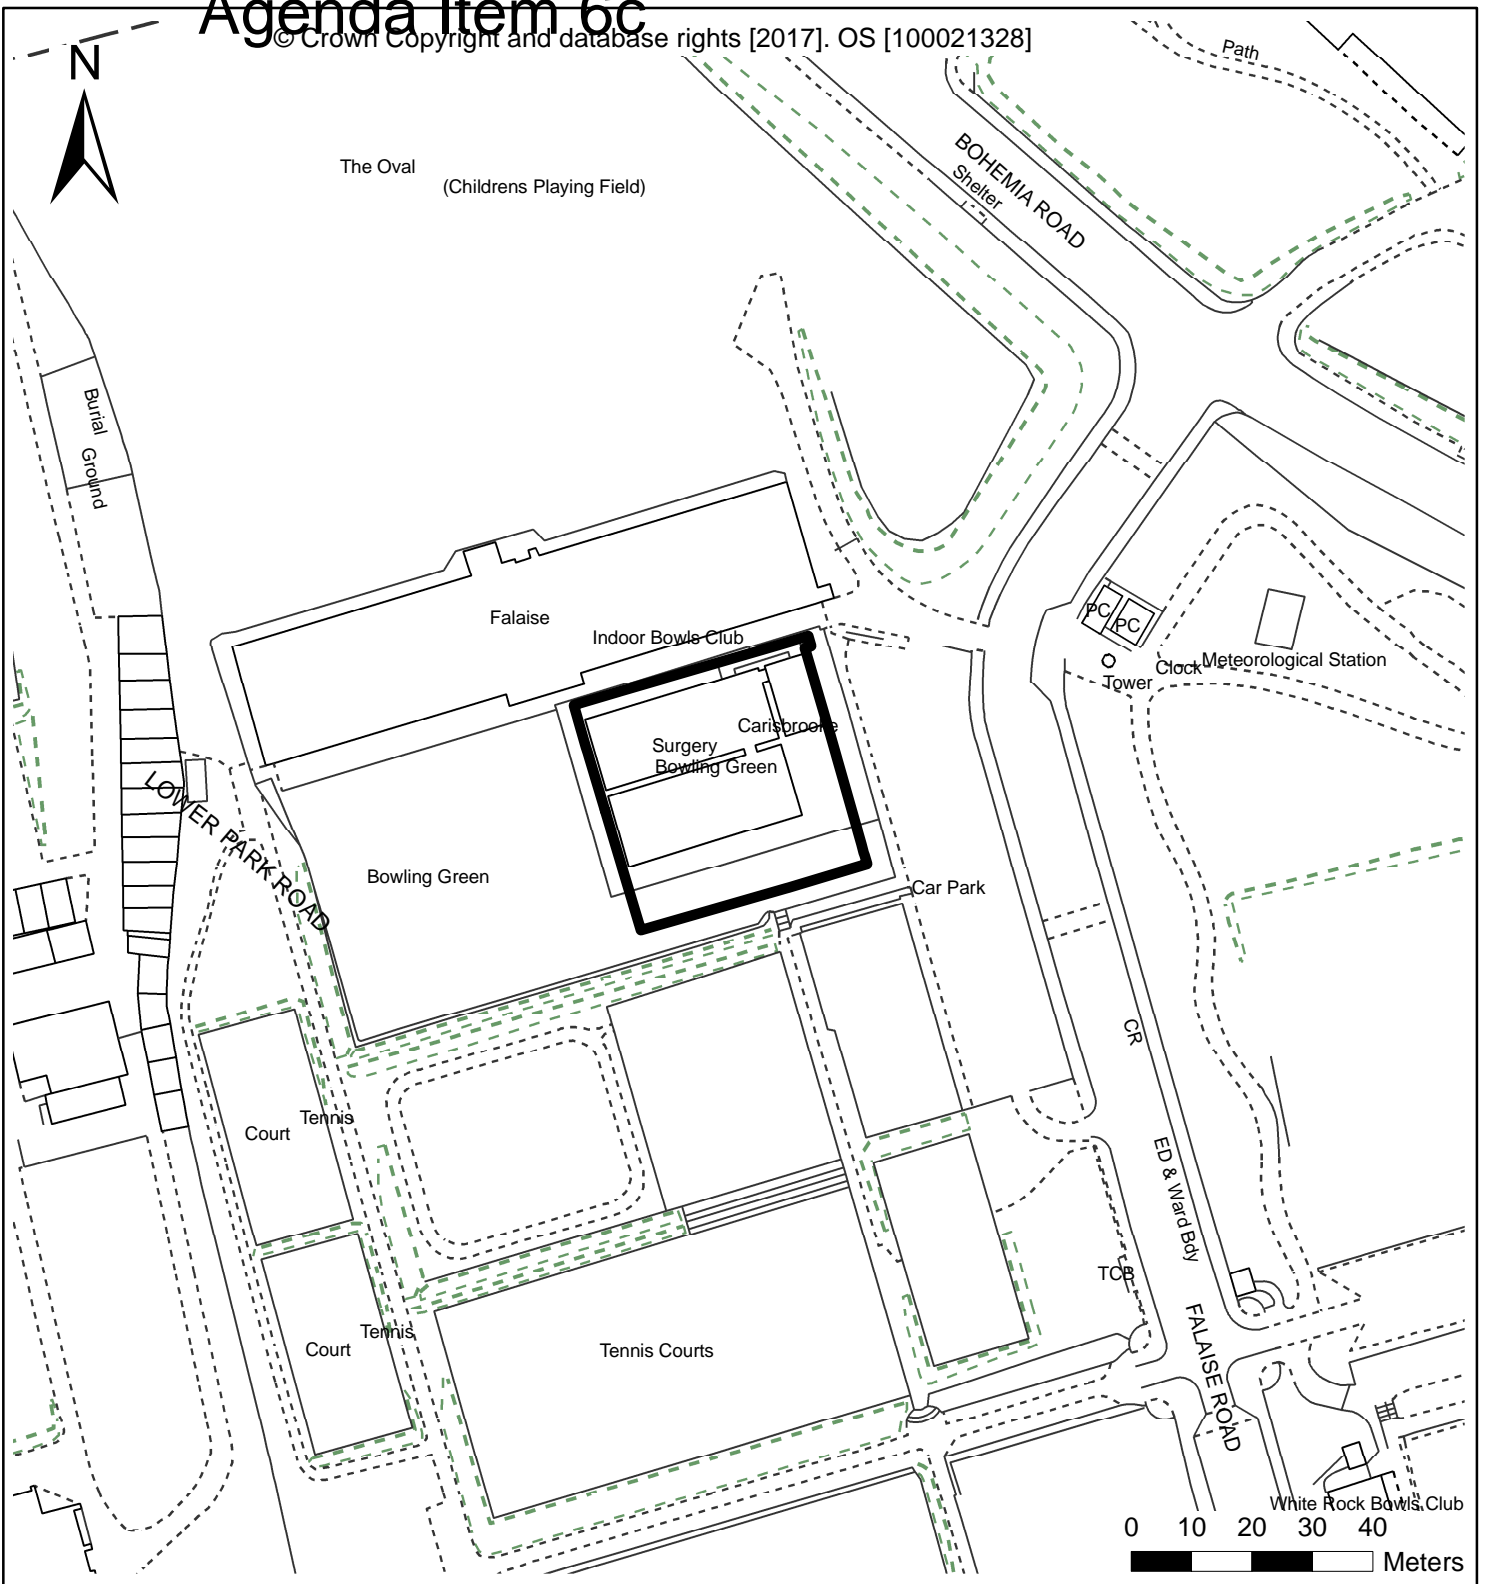 Agenda Item 6c
© Crown Copyright and database rights [2017]. OS [100021328]
N
Path
The Oval
(Childrens Playing Field)
BOHEMIA ROAD
Shelter
Burial
Ground
Falaise
Indoor Bowls Club
PC
PC
Clock
Tower
Meteorological Station
Carisbrooke
Surgery
Bowling Green
LOWER PARK ROAD
Bowling Green
Car Park
CR
Tennis
Court
ED & Ward Bdy
TCB
Tennis
Court
Tennis Courts
FALAISE ROAD
White Rock Bowls Club
0 10 20 30 40
Meters